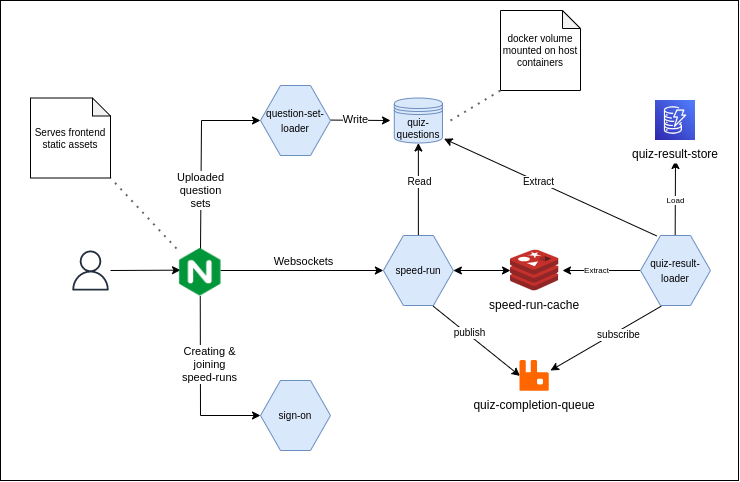 docker volume
mounted on host
containers
Serves frontend
static assets
question-set-
loader
Write
quiz-
questions
quiz-result-store
Uploaded
question
sets
Read
Extract
Load
Websockets
speed-run
speed-run-cache
Extract
quiz-result-
loader
publish
subscribe
Creating &
joining
speed-runs
quiz-completion-queue
sign-on